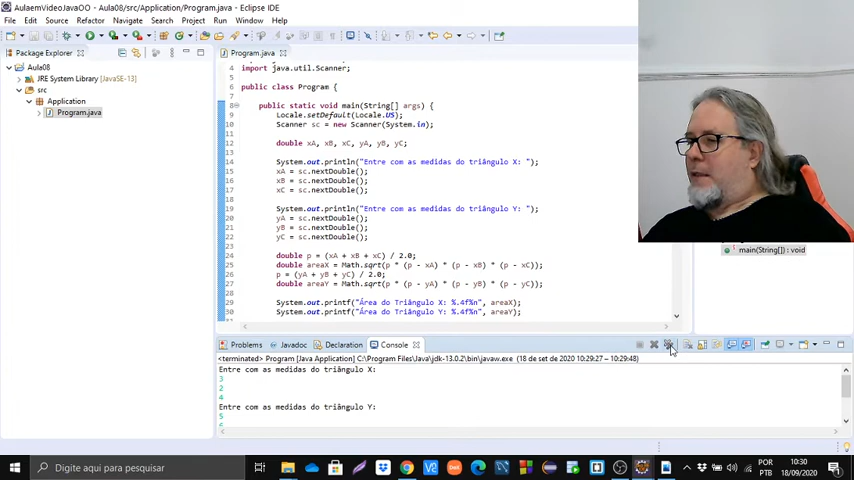 AulaemVideoJavaOO - Aula08/src/Application/Program.java - Eclipse IDE
File Edit Source Refactor Navigate Search Project Run Window Help
Package Explorer
Program.java
Aula08
JRE System Library [JavaSE-13]
src
Application
Program.java
4 import java.util.Scanner;
5
6 public class Program {
7
8 public static void main(String[] args) {
9 Locale.setDefault(Locale.US);
10 Scanner sc = new Scanner(System.in);
11
12 double xA, xB, xC, yA, yB, yC;
13
14 System.out.println("Entre com as medidas do triângulo X: ");
15 xA = sc.nextDouble();
16 xB = sc.nextDouble();
17 xC = sc.nextDouble();
18
19 System.out.println("Entre com as medidas do triângulo Y: ");
20 yA = sc.nextDouble();
21 yB = sc.nextDouble();
22 yC = sc.nextDouble();
23
24 double p = (xA + xB + xC) / 2.0;
25 double areaX = Math.sqrt(p * (p - xA) * (p - xB) * (p - xC));
26 p = (yA + yB + yC) / 2.0;
27 double areaY = Math.sqrt(p * (p - yA) * (p - yB) * (p - yC));
28
29 System.out.printf("Área do Triângulo X: %.4f%n", areaX);
30 System.out.printf("Área do Triângulo Y: %.4f%n", areaY);
main(String[]) : void
Problems Javadoc Declaration Console
<terminated> Program [Java Application] C:\Program Files\Java\jdk-13.0.2\bin\javaw.exe (18 de set de 2020 10:29:27 – 10:29:48)
Entre com as medidas do triângulo X:
3
2
4
Entre com as medidas do triângulo Y:
5
Digite aqui para pesquisar
POR
PTB
10:30
18/09/2020